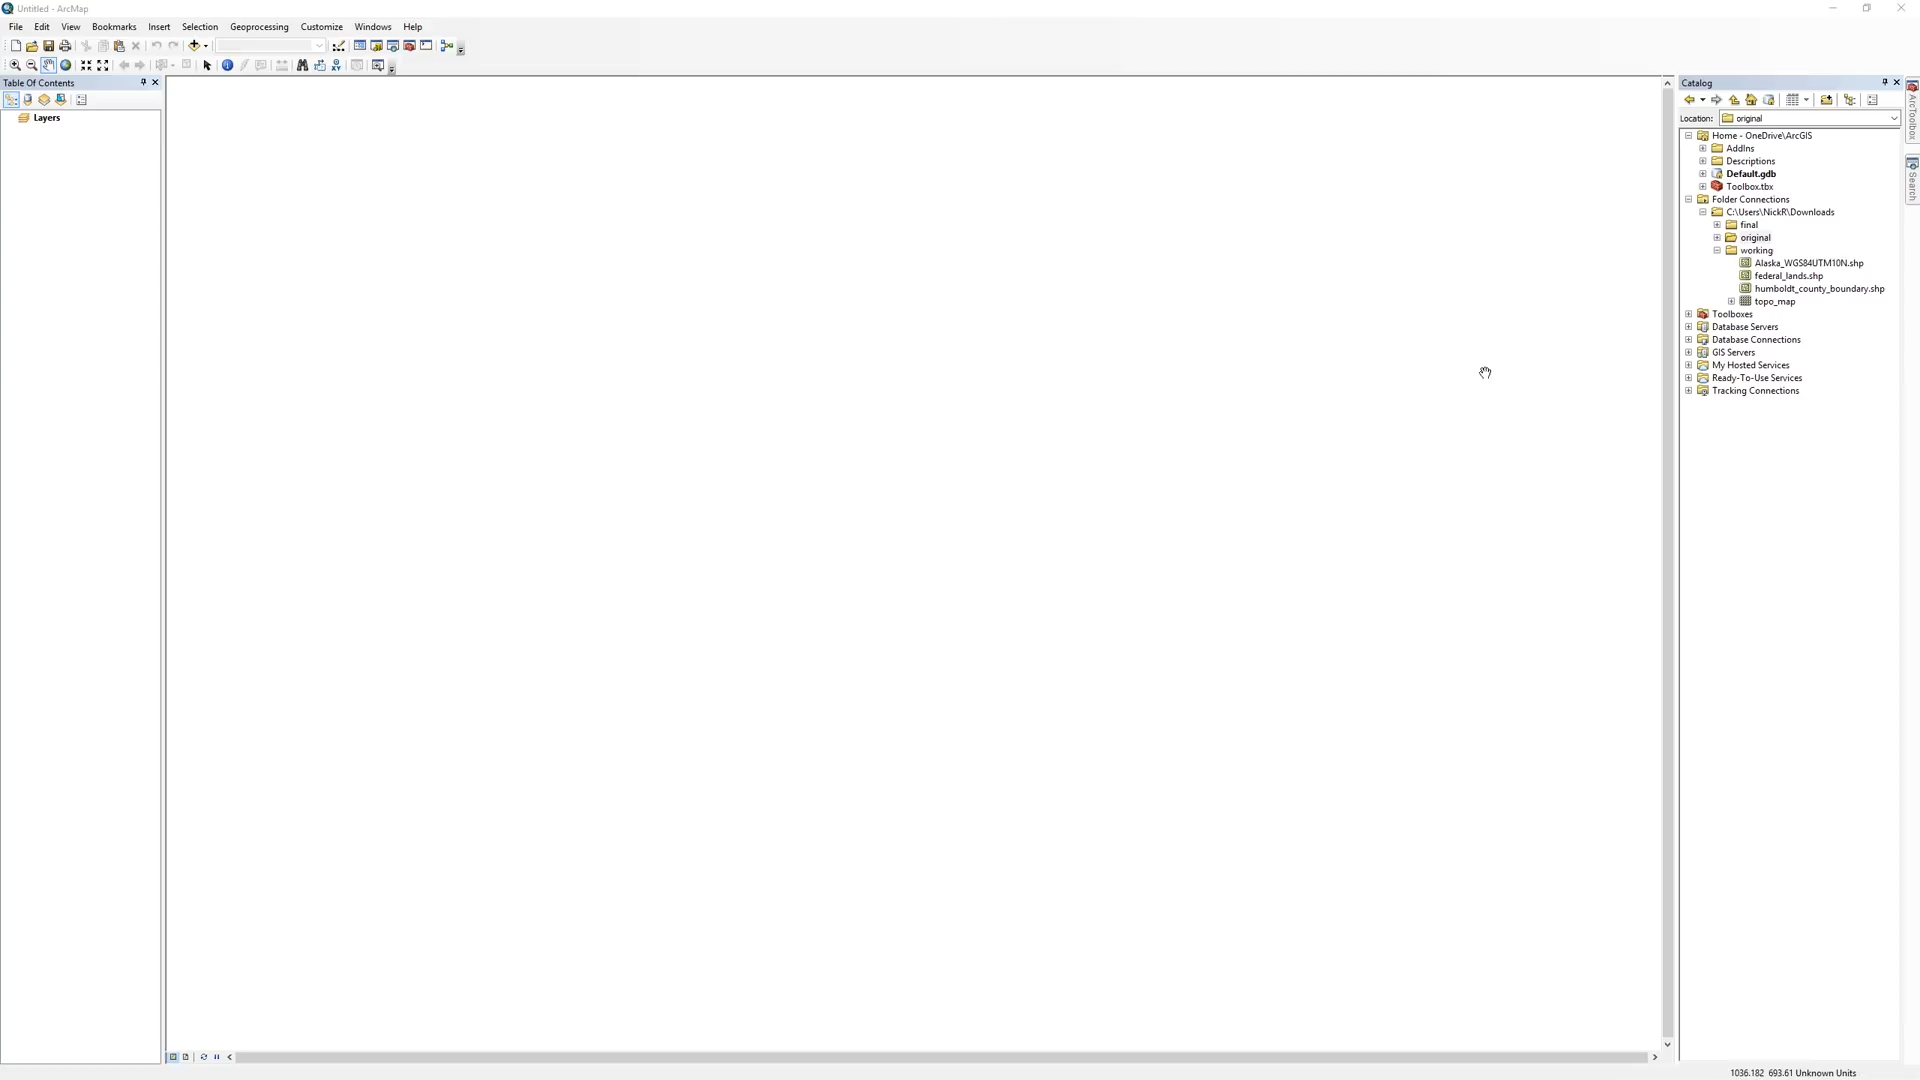 Untitled - ArcMap
File Edit View Bookmarks Insert Selection Geoprocessing Customize Windows Help
Table Of Contents
Layers
Catalog
Location: original
Home - OneDrive\ArcGIS
AddIns
Descriptions
Default.gdb
Toolbox.tbx
Folder Connections
C:\Users\NickR\Downloads
final
original
working
Alaska_WGS84UTM10N.shp
federal_lands.shp
humboldt_county_boundary.shp
topo_map
Toolboxes
Database Servers
Database Connections
GIS Servers
My Hosted Services
Ready-To-Use Services
Tracking Connections
ArcToolbox
Search
1036.182 693.61 Unknown Units